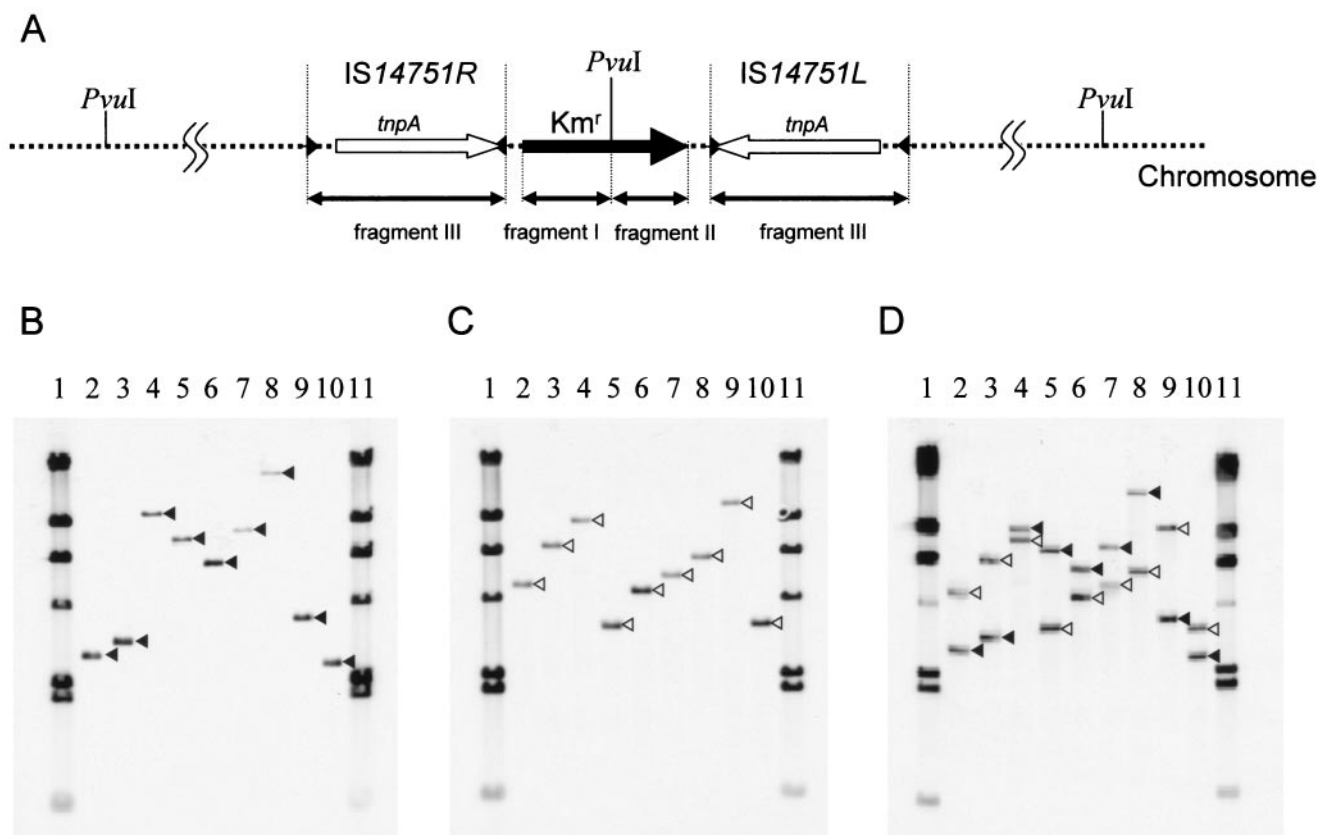 A
IS14751R PvuI IS14751L
PvuI tnpA Kmʳ tnpA PvuI
Chromosome
fragment III fragment I fragment II fragment III
B C D
1 2 3 4 5 6 7 8 9 10 11 1 2 3 4 5 6 7 8 9 10 11 1 2 3 4 5 6 7 8 9 10 11